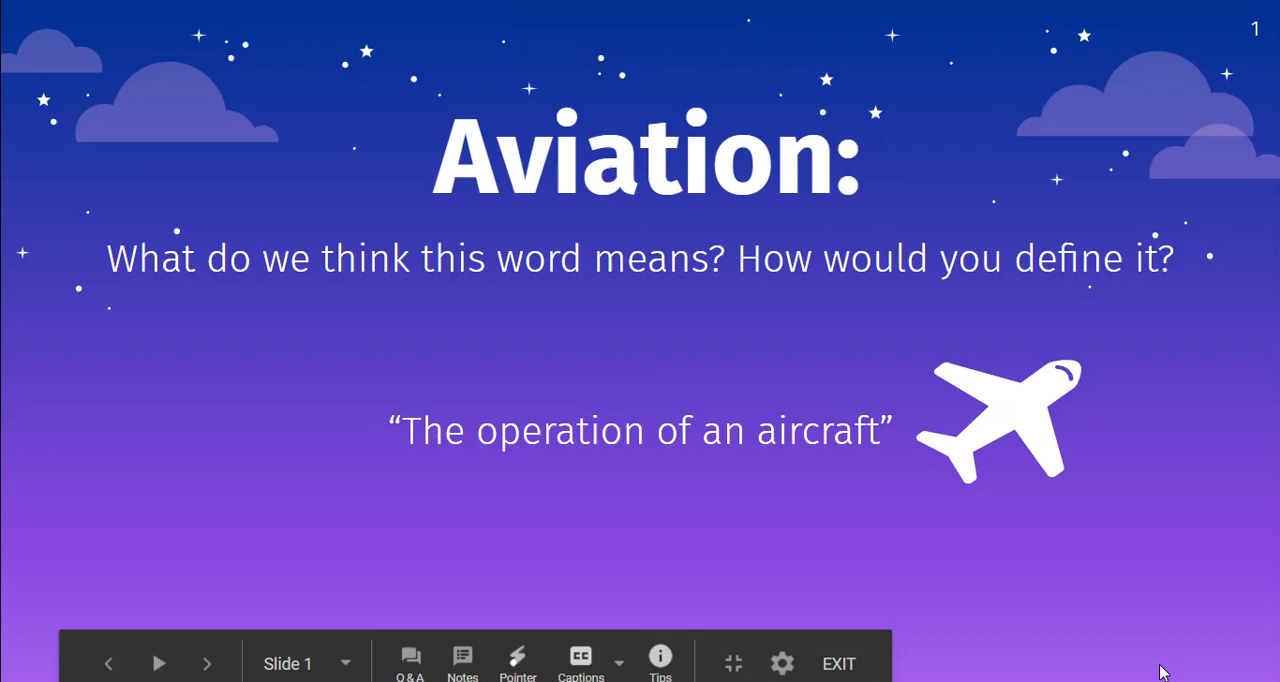 1
Aviation:
What do we think this word means? How would you define it?
“The operation of an aircraft”
Slide 1
Q & A
Notes
Pointer
CC
Captions
Tips
EXIT